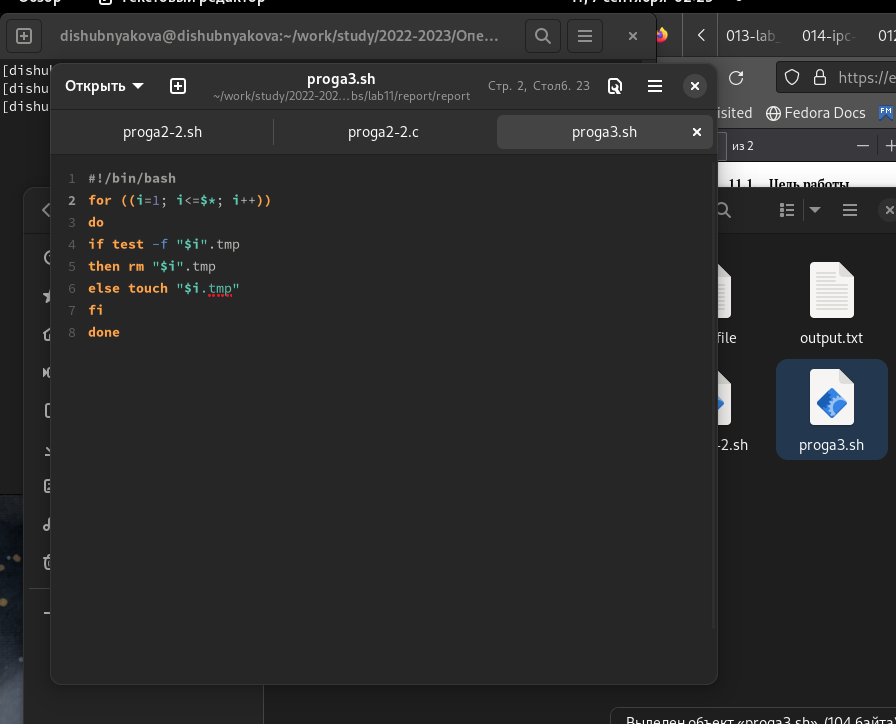 Обзор Текстовый редактор
dishubnyakova@dishubnyakova:~/work/study/2022-2023/Опе...
[dishu
[dishu
[dishu
013-lab_ 014-ipc- 012
https://e
isited Fedora Docs
из 2
11.1. Цель работы
Открыть
proga3.sh
~/work/study/2022-202...bs/lab11/report/report
Стр. 2, Столб. 23
proga2-2.sh proga2-2.c proga3.sh
1 #!/bin/bash
2 for ((i=1; i<=$*; i++))
3 do
4 if test -f "$i".tmp
5 then rm "$i".tmp
6 else touch "$i.tmp"
7 fi
8 done
file output.txt
-2.sh proga3.sh
Выделен объект «proga3.sh» (104 байта